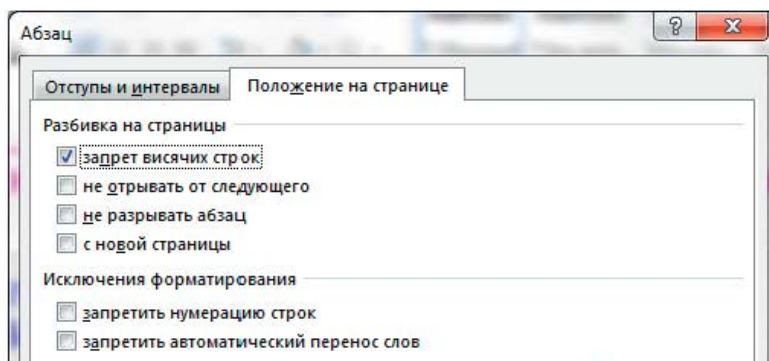 Абзац
Отступы и интервалы Положение на странице
Разбивка на страницы
запрет висячих строк
не отрывать от следующего
не разрывать абзац
с новой страницы
Исключения форматирования
запретить нумерацию строк
запретить автоматический перенос слов